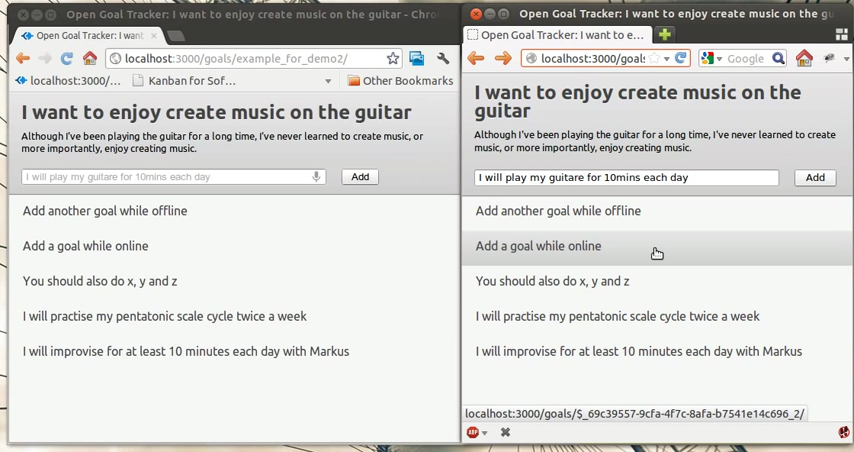 Open Goal Tracker: I want to enjoy create music on the guitar - Chro
Open Goal Tracker: I want
localhost:3000/goals/example_for_demo2/
localhost:3000/...
Kanban for Sof...
Other Bookmarks
I want to enjoy create music on the guitar
Although I've been playing the guitar for a long time, I've never learned to create music, or
more importantly, enjoy creating music.
I will play my guitare for 10mins each day
Add
Add another goal while offline
Add a goal while online
You should also do x, y and z
I will practise my pentatonic scale cycle twice a week
I will improvise for at least 10 minutes each day with Markus
Open Goal Tracker: I want to enjoy create music on the gu
Open Goal Tracker: I want to e...
localhost:3000/goals
Google
I want to enjoy create music on the
guitar
Although I've been playing the guitar for a long time, I've never learned to create
music, or more importantly, enjoy creating music.
I will play my guitare for 10mins each day
Add
Add another goal while offline
Add a goal while online
You should also do x, y and z
I will practise my pentatonic scale cycle twice a week
I will improvise for at least 10 minutes each day with Markus
localhost:3000/goals/$_69c39557-9cfa-4f7c-8afa-b7541e14c696_2/
ABP